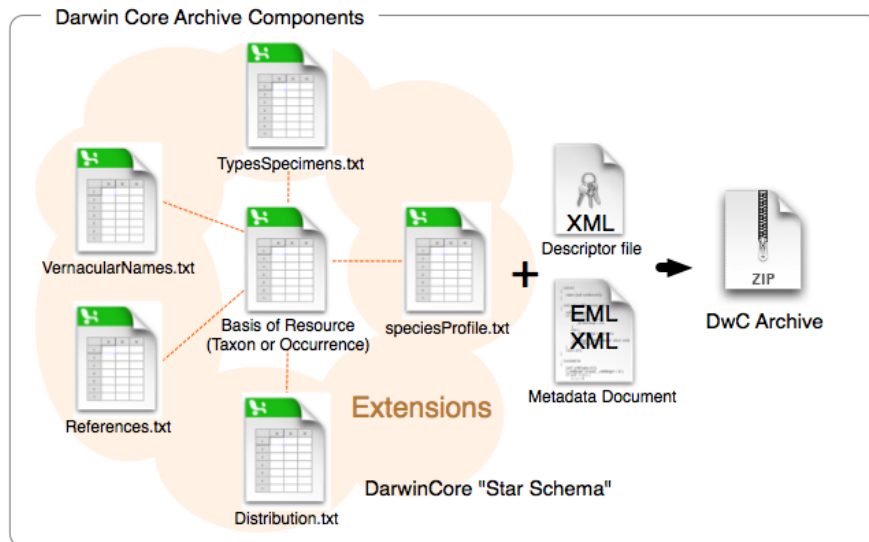 Darwin Core Archive Components
TypesSpecimens.txt
VernacularNames.txt
Basis of Resource
(Taxon or Occurrence)
speciesProfile.txt
References.txt
Distribution.txt
Extensions
DarwinCore "Star Schema"
+
XML
Descriptor file
EML
XML
Metadata Document
ZIP
DwC Archive